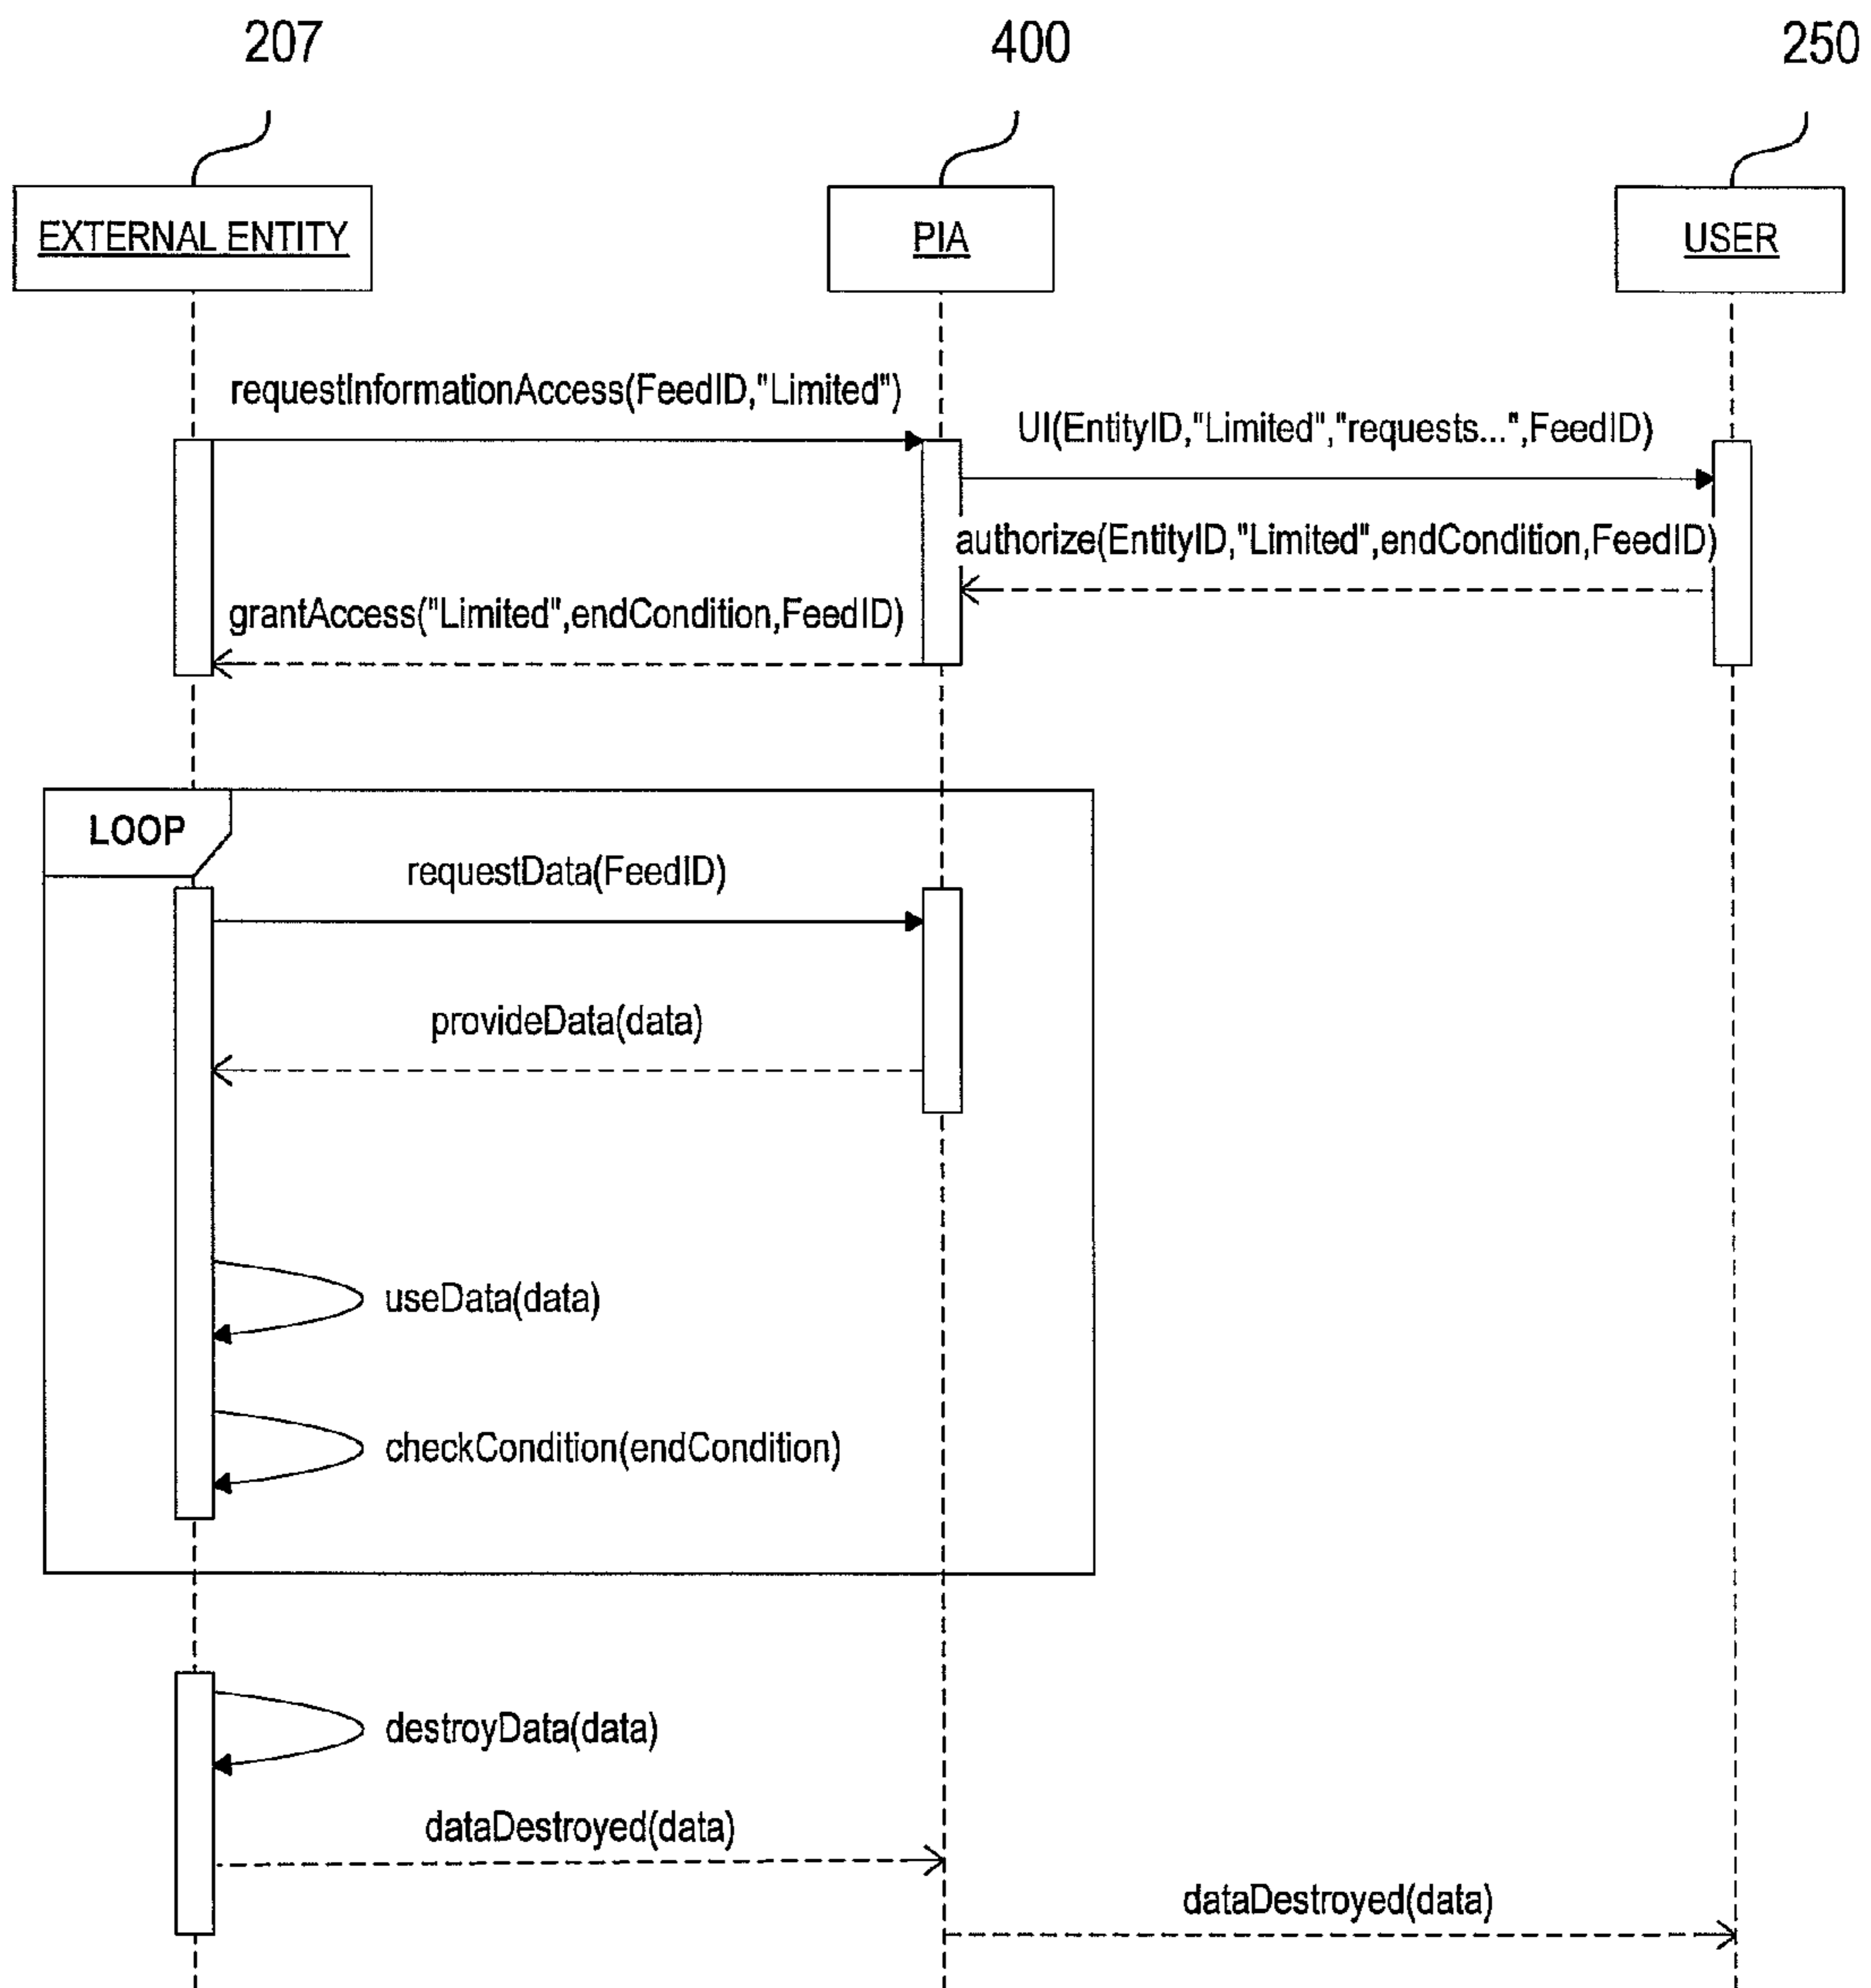 207
400
250
EXTERNAL ENTITY
PIA
USER
requestInformationAccess(FeedID,"Limited")
UI(EntityID,"Limited","requests...",FeedID)
authorize(EntityID,"Limited",endCondition,FeedID)
grantAccess("Limited",endCondition,FeedID)
LOOP
requestData(FeedID)
provideData(data)
useData(data)
checkCondition(endCondition)
destroyData(data)
dataDestroyed(data)
dataDestroyed(data)